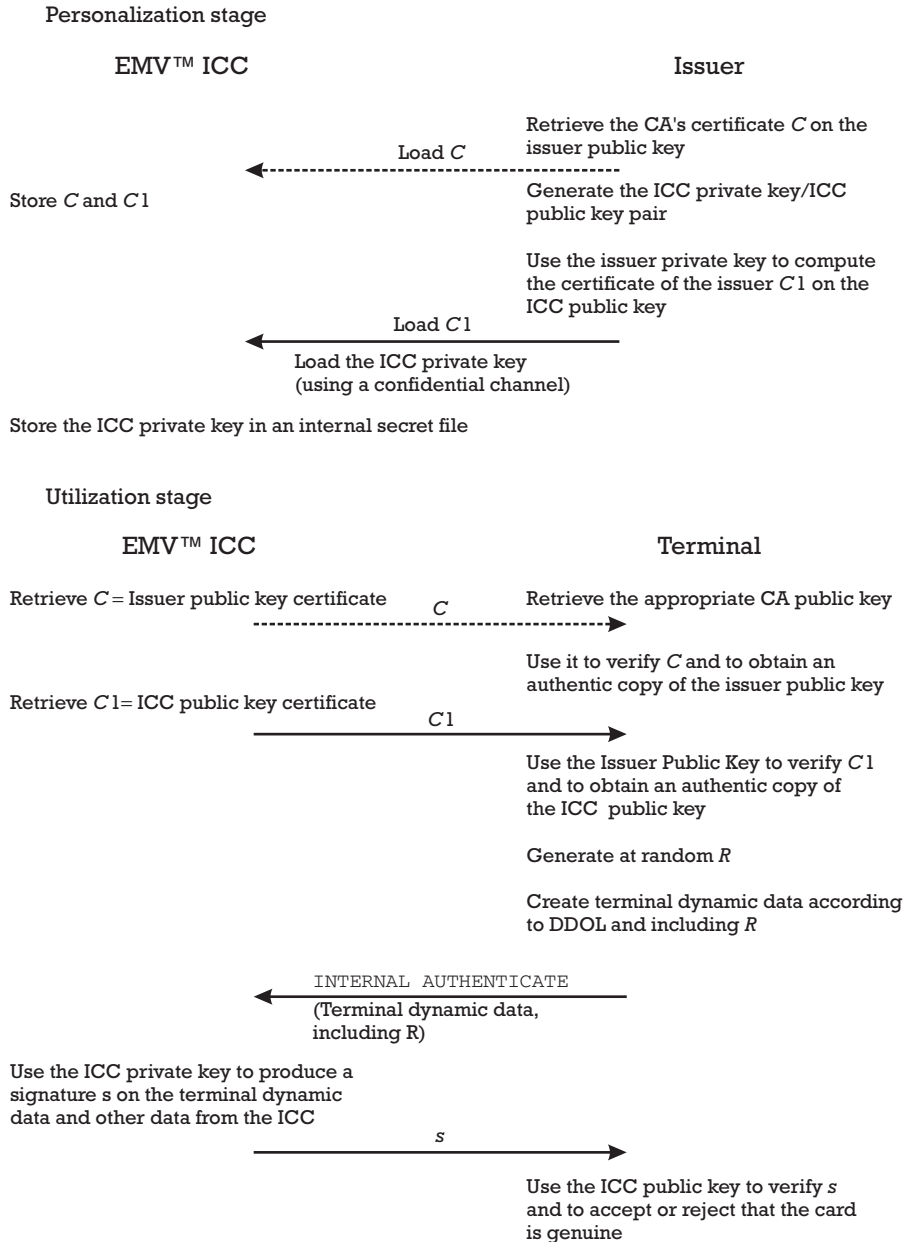 Personalization stage
EMV™ ICC
Issuer
Retrieve the CA's certificate C on the
issuer public key
Load C
Store C and C1
Generate the ICC private key/ICC
public key pair
Use the issuer private key to compute
the certificate of the issuer C1 on the
ICC public key
Load C1
Load the ICC private key
(using a confidential channel)
Store the ICC private key in an internal secret file
Utilization stage
EMV™ ICC
Terminal
Retrieve C = Issuer public key certificate
C
Retrieve the appropriate CA public key
Use it to verify C and to obtain an
authentic copy of the issuer public key
Retrieve C1= ICC public key certificate
C1
Use the Issuer Public Key to verify C1
and to obtain an authentic copy of
the ICC public key
Generate at random R
Create terminal dynamic data according
to DDOL and including R
INTERNAL AUTHENTICATE
(Terminal dynamic data,
including R)
Use the ICC private key to produce a
signature s on the terminal dynamic
data and other data from the ICC
s
Use the ICC public key to verify s
and to accept or reject that the card
is genuine